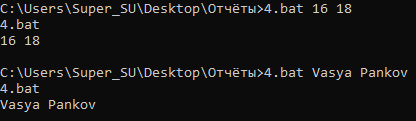 C:\Users\Super_SU\Desktop\Отчёты>4.bat 16 18
4.bat
16 18
C:\Users\Super_SU\Desktop\Отчёты>4.bat Vasya Pankov
4.bat
Vasya Pankov